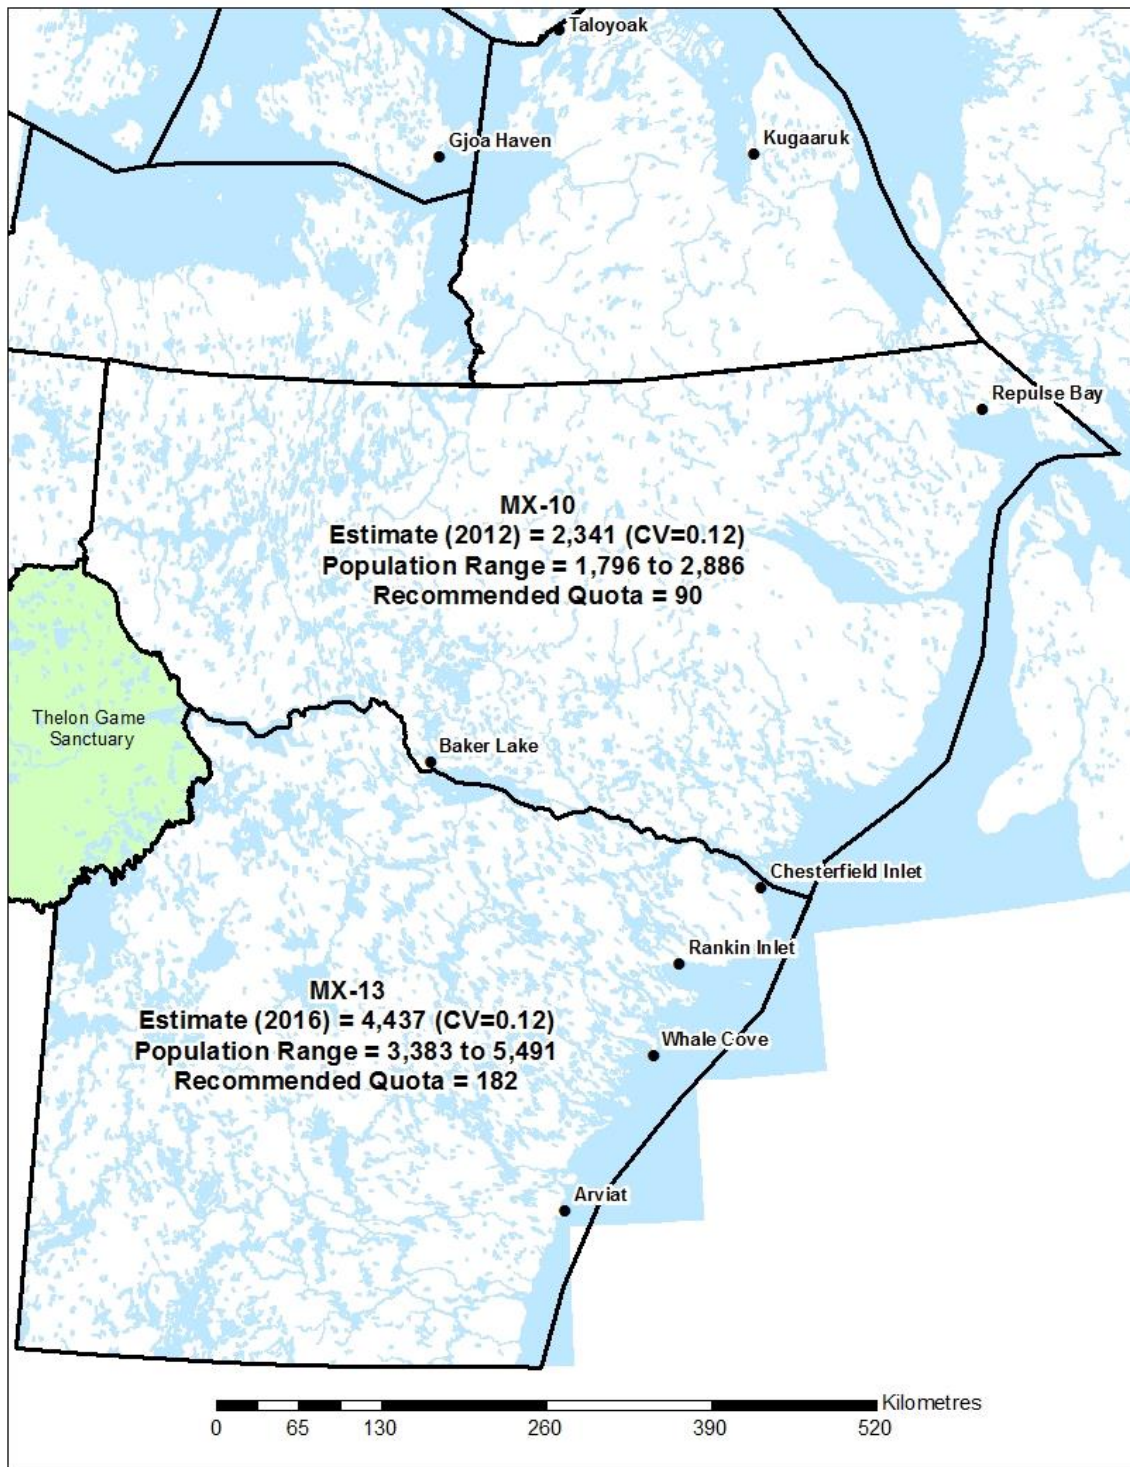 Taloyoak
Gjoa Haven
Kugaaruk
Repulse Bay
MX-10
Estimate (2012) = 2,341 (CV=0.12)
Population Range = 1,796 to 2,886
Recommended Quota = 90
Thelon Game
Sanctuary
Baker Lake
Chesterfield Inlet
Rankin Inlet
MX-13
Estimate (2016) = 4,437 (CV=0.12)
Population Range = 3,383 to 5,491
Recommended Quota = 182
Whale Cove
Arviat
Kilometres
0 65 130 260 390 520